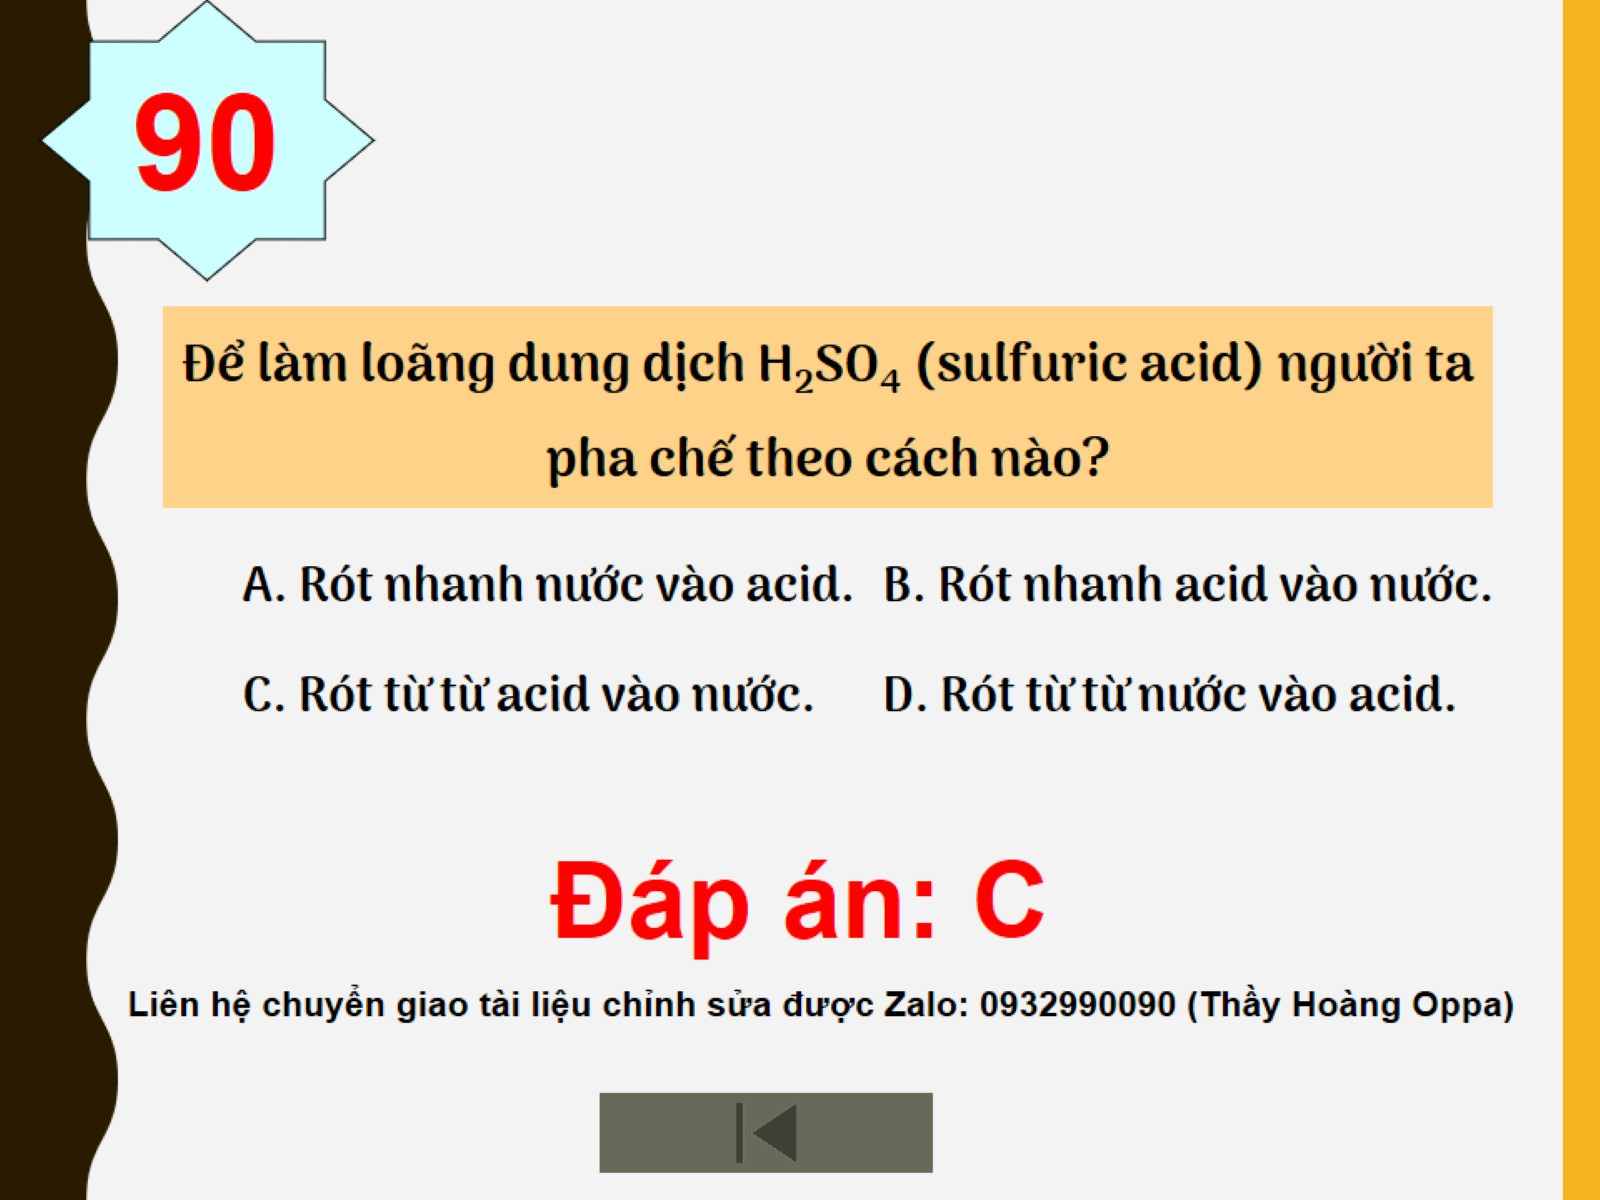 90
Để làm loãng dung dịch H₂SO₄ (sulfuric acid) người ta
pha chế theo cách nào?
A. Rót nhanh nước vào acid. B. Rót nhanh acid vào nước.
C. Rót từ từ acid vào nước. D. Rót từ từ nước vào acid.
Đáp án: C
Liên hệ chuyển giao tài liệu chỉnh sửa được Zalo: 0932990090 (Thầy Hoàng Oppa)